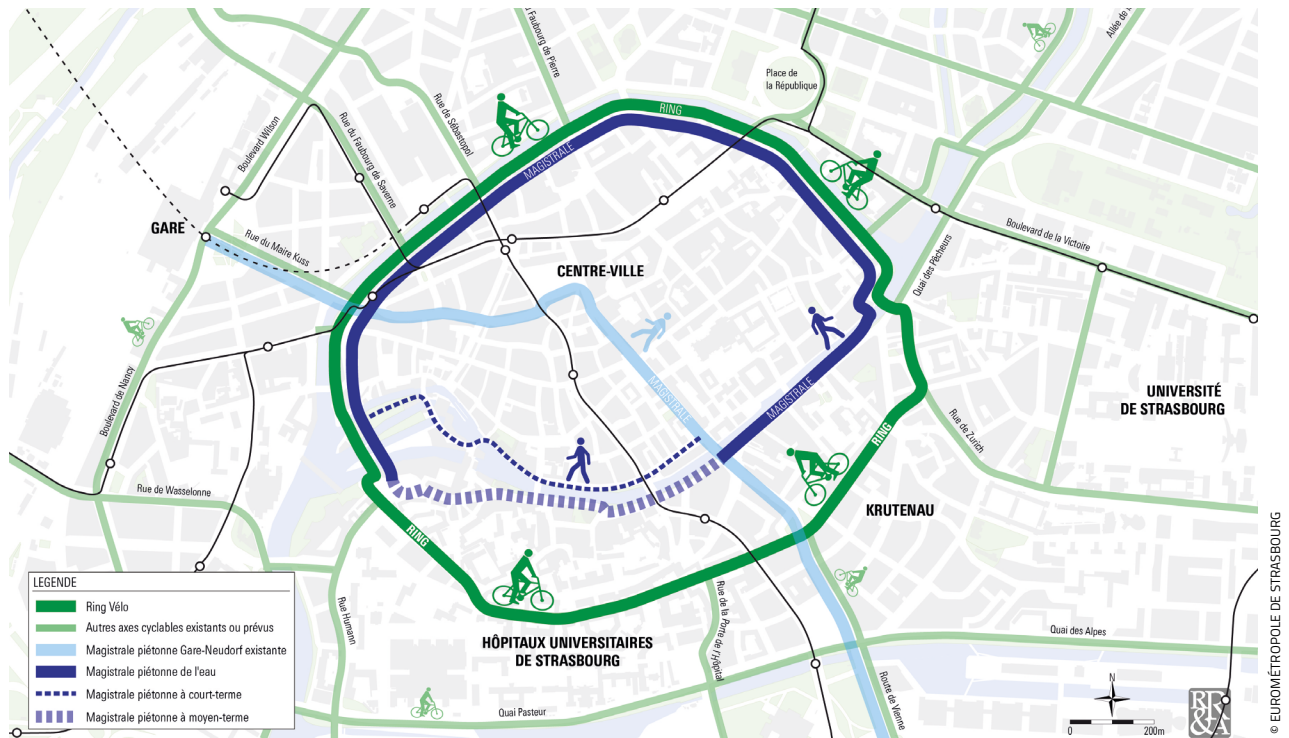 R. du Faubourg de Pierre
Allée de la
Place de
la République
Rue de Sébastopol
RING
Boulevard Wilson
Rue du Faubourg de Saverne
MAGISTRALE
GARE
Rue du Maire Kuss
Boulevard de la Victoire
Quai des Pêcheurs
CENTRE-VILLE
Boulevard de Nancy
MAGISTRALE
MAGISTRALE
UNIVERSITÉ
DE STRASBOURG
Rue de Zurich
RING
Rue de Wasselonne
KRUTENAU
RING
LEGENDE
Ring Vélo
Autres axes cyclables existants ou prévus
Magistrale piétonne Gare-Neudorf existante
Magistrale piétonne de l'eau
Magistrale piétonne à court-terme
Magistrale piétonne à moyen-terme
Rue Humann
HÔPITAUX UNIVERSITAIRES
DE STRASBOURG
Rue de la Porte de l'Hôpital
Quai des Alpes
Quai Pasteur
Route de Vienne
N
0 200m
© EUROMÉTROPOLE DE STRASBOURG